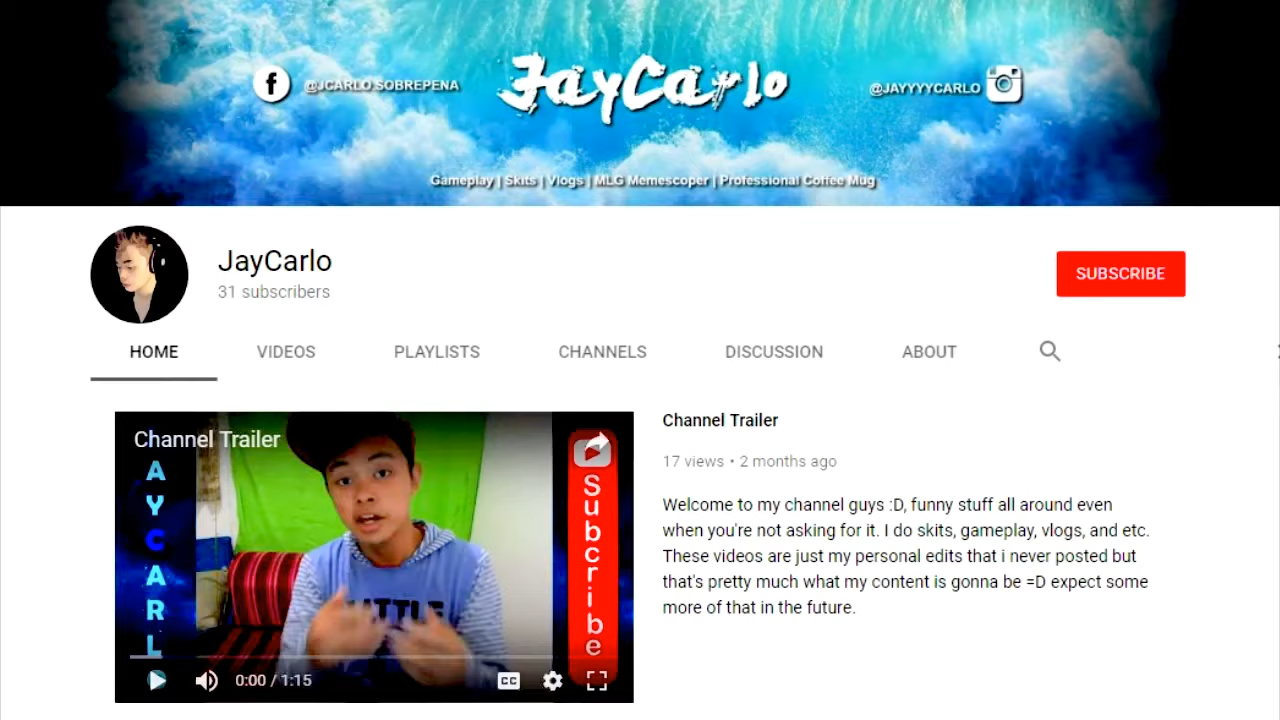 @JCARLO.SOBREPENA
JayCarlo
@JAYYYYCARLO
Gameplay | Skits | Vlogs | MLG Memescoper | Professional Coffee Mug
JayCarlo
31 subscribers
SUBSCRIBE
HOME VIDEOS PLAYLISTS CHANNELS DISCUSSION ABOUT
Channel Trailer
A
Y
C
A
R
L
Subcribe
0:00 / 1:15
CC
Channel Trailer
17 views • 2 months ago
Welcome to my channel guys :D, funny stuff all around even
when you're not asking for it. I do skits, gameplay, vlogs, and etc.
These videos are just my personal edits that i never posted but
that's pretty much what my content is gonna be =D expect some
more of that in the future.